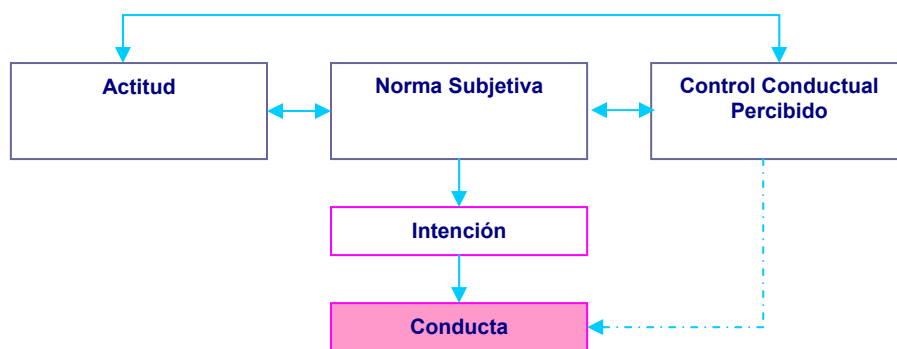 Actitud
Norma Subjetiva
Control Conductual
Percibido
Intención
Conducta